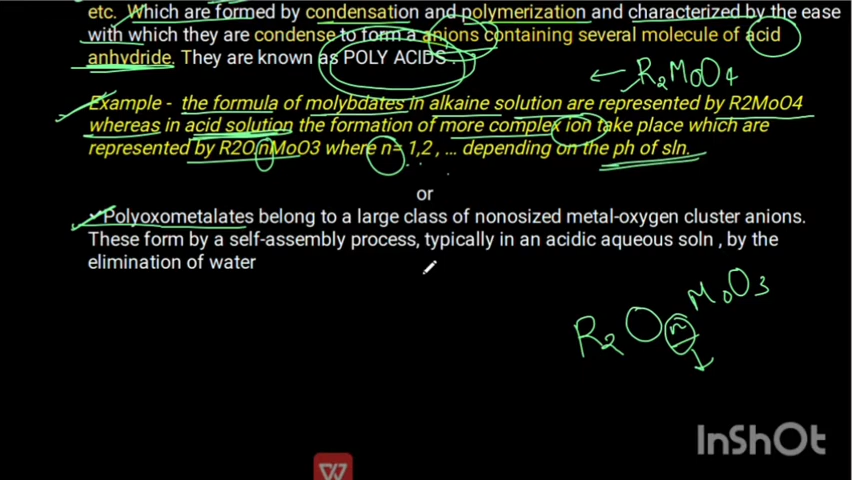 etc. Which are formed by condensation and polymerization and characterized by the ease
with which they are condense to form a anions containing several molecule of acid
anhydride. They are known as POLY ACIDS .
← R2MoO4
Example - the formula of molybdates in alkaine solution are represented by R2MoO4
whereas in acid solution the formation of more complex ion take place which are
represented by R2O,nMoO3 where n= 1,2 , ... depending on the ph of sln.
or
✓Polyoxometalates belong to a large class of nonosized metal-oxygen cluster anions.
These form by a self-assembly process, typically in an acidic aqueous soln , by the
elimination of water
R2 O n MoO3
InShOt